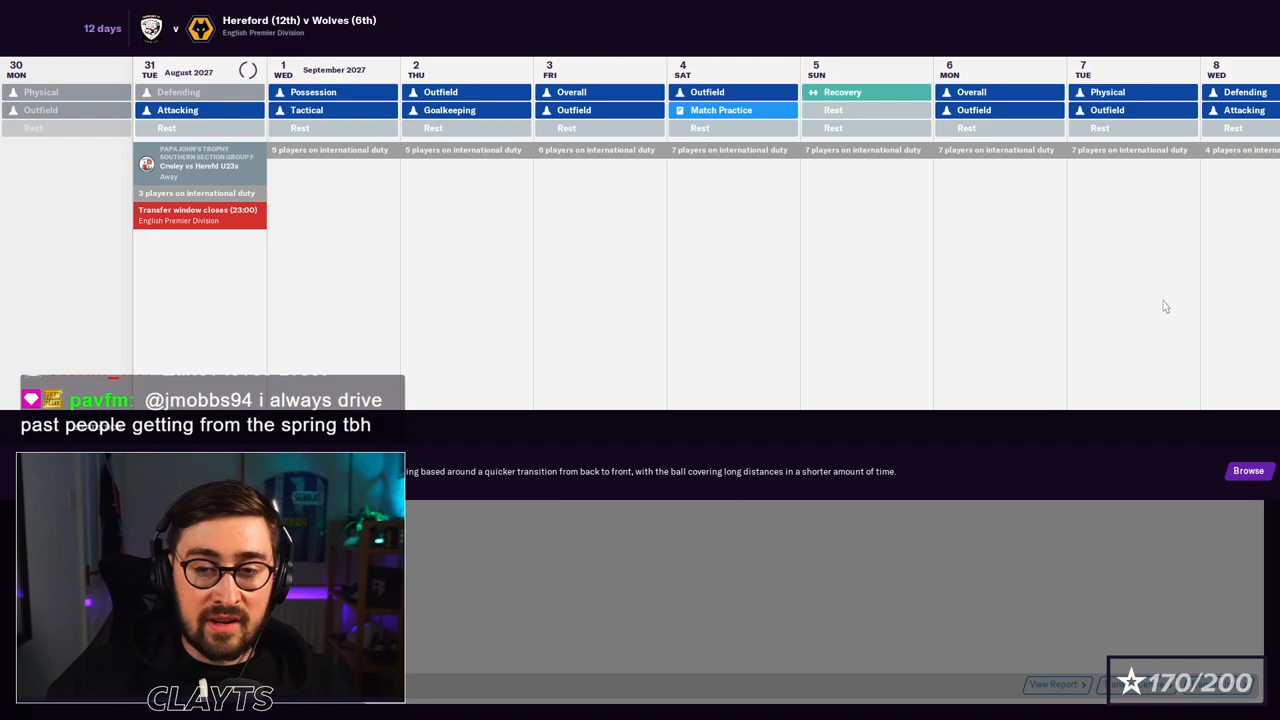 12 days
v
Hereford (12th) v Wolves (6th)
English Premier Division
30
MON
31
TUE August 2027
1
WED September 2027
2
THU
3
FRI
4
SAT
5
SUN
6
MON
7
TUE
8
WED
Physical
Defending
Possession
Outfield
Overall
Outfield
Recovery
Overall
Physical
Defending
Outfield
Attacking
Tactical
Goalkeeping
Outfield
Match Practice
Rest
Outfield
Outfield
Attacking
Rest
Rest
Rest
Rest
Rest
Rest
Rest
Rest
Rest
Rest
PAPA JOHN'S TROPHY
SOUTHERN SECTION GROUP F
Crwley vs Herefd U23s
Away
3 players on international duty
Transfer window closes (23:00)
English Premier Division
5 players on international duty
5 players on international duty
6 players on international duty
7 players on international duty
7 players on international duty
7 players on international duty
7 players on international duty
4 players on interna
pavfm: @jmobbs94 i always drive
past people getting from the spring tbh
ing based around a quicker transition from back to front, with the ball covering long distances in a shorter amount of time.
Browse
CLAYTS
View Report
170/200